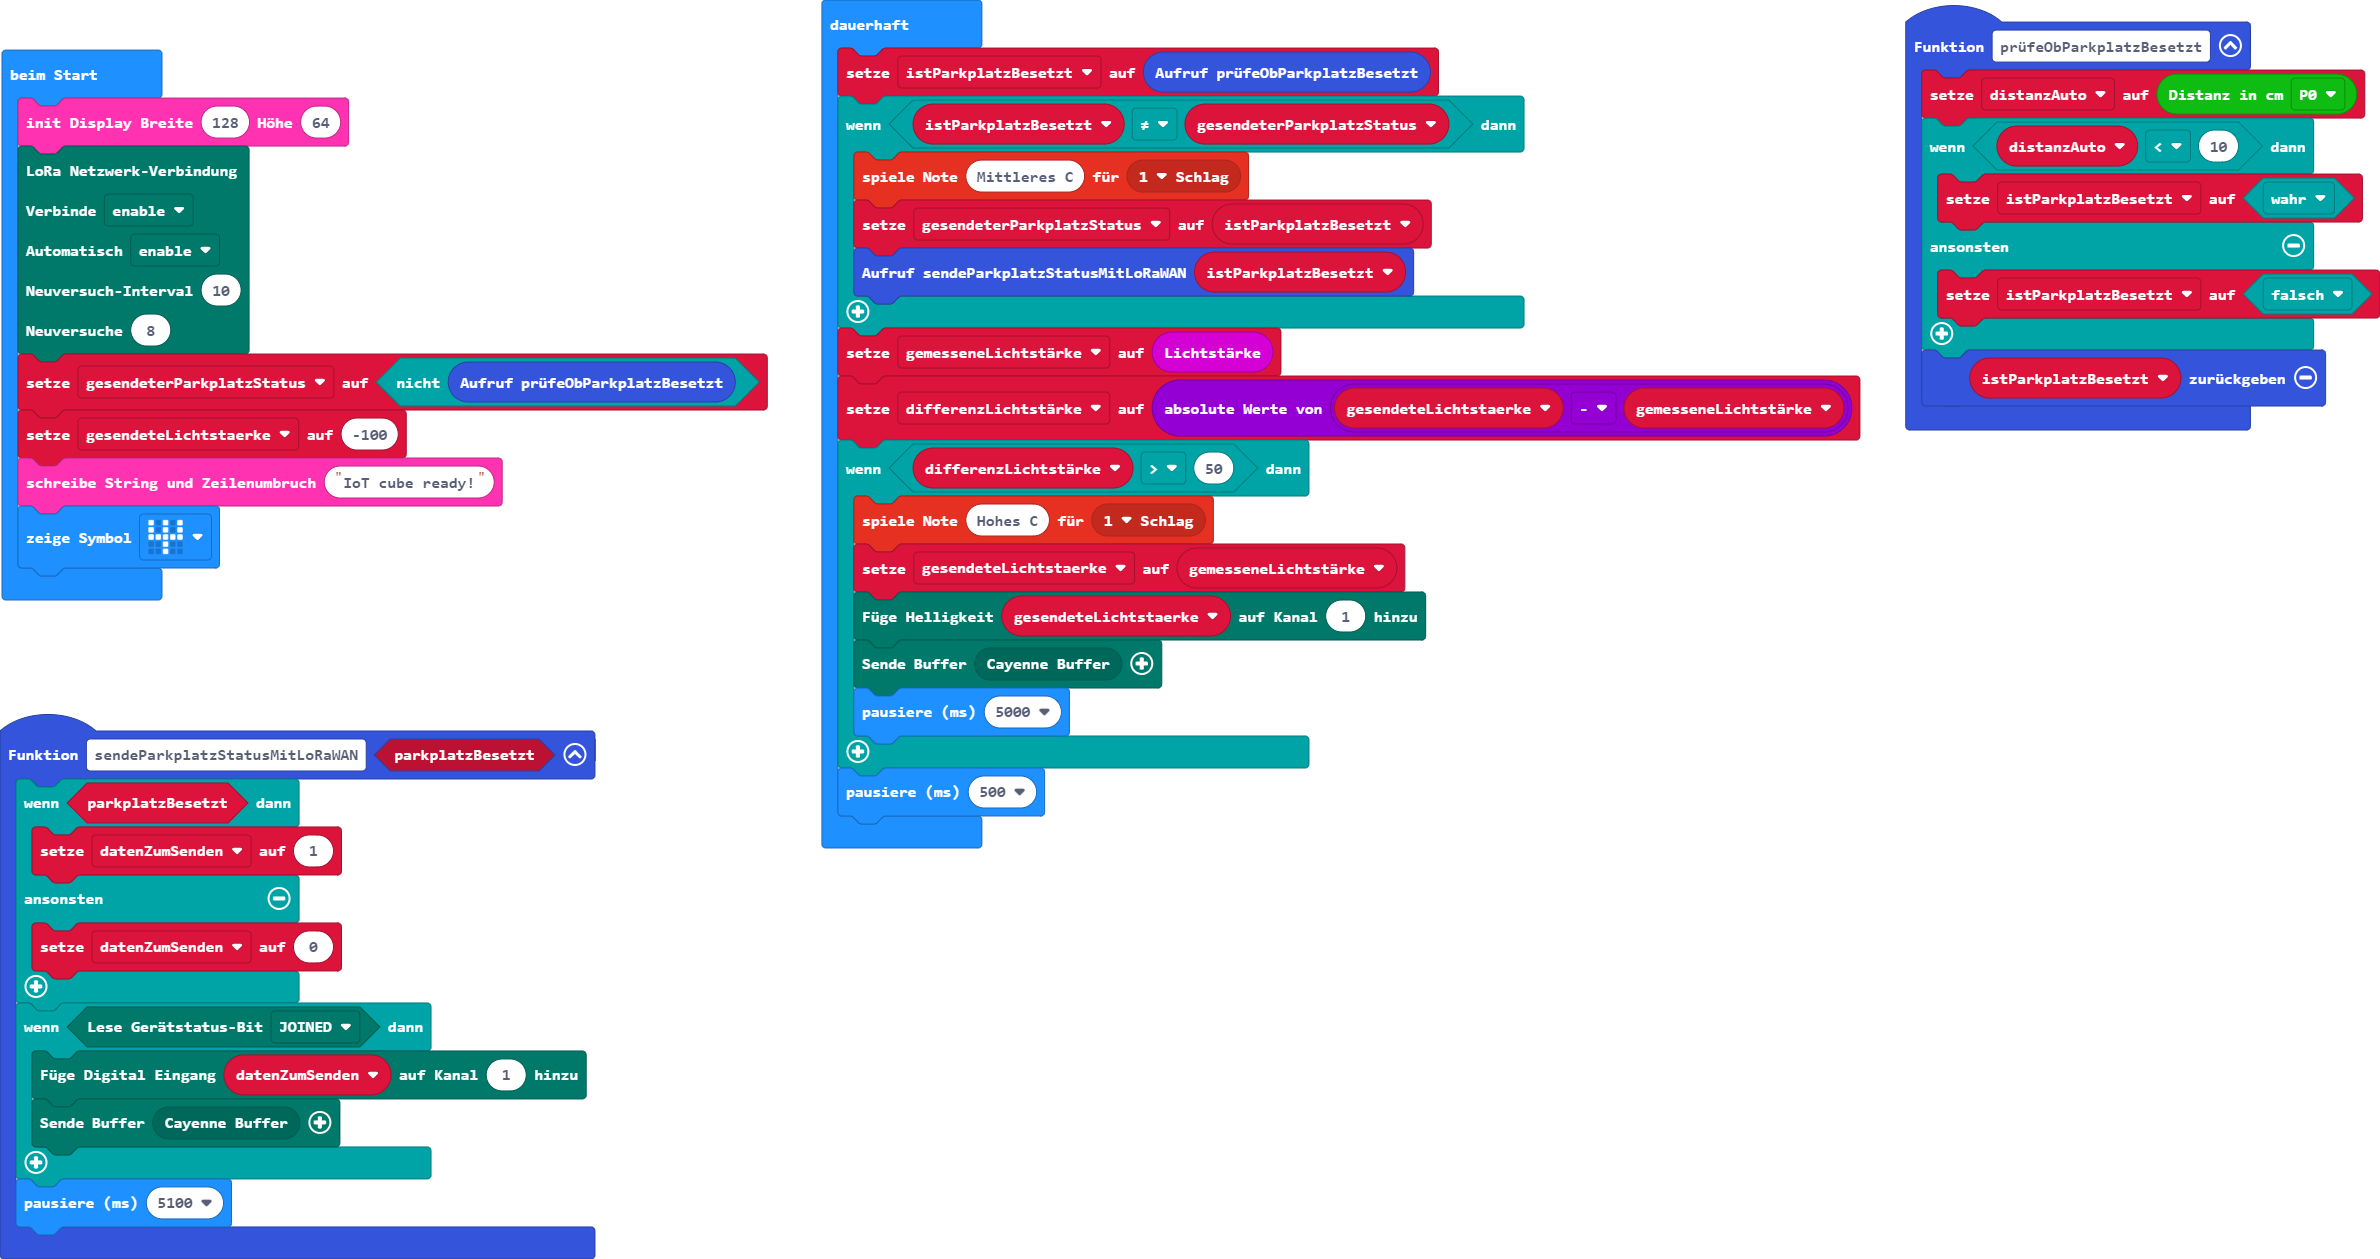 beim Start
init Display Breite 128 Höhe 64
LoRa Netzwerk-Verbindung
Verbinde enable
Automatisch enable
Neuversuch-Interval 10
Neuversuche 8
setze gesendeterParkplatzStatus auf nicht Aufruf prüfeObParkplatzBesetzt
setze gesendeteLichtstaerke auf -100
schreibe String und Zeilenumbruch "IoT cube ready!"
zeige Symbol
Funktion sendeParkplatzStatusMitLoRaWAN parkplatzBesetzt
wenn parkplatzBesetzt dann
setze datenZumSenden auf 1
ansonsten
setze datenZumSenden auf 0
wenn Lese Gerätstatus-Bit JOINED dann
Füge Digital Eingang datenZumSenden auf Kanal 1 hinzu
Sende Buffer Cayenne Buffer
pausiere (ms) 5100
dauerhaft
setze istParkplatzBesetzt auf Aufruf prüfeObParkplatzBesetzt
wenn istParkplatzBesetzt ≠ gesendeterParkplatzStatus dann
spiele Note Mittleres C für 1 Schlag
setze gesendeterParkplatzStatus auf istParkplatzBesetzt
Aufruf sendeParkplatzStatusMitLoRaWAN istParkplatzBesetzt
setze gemesseneLichtstärke auf Lichtstärke
setze differenzLichtstärke auf absolute Werte von gesendeteLichtstaerke - gemesseneLichtstärke
wenn differenzLichtstärke > 50 dann
spiele Note Hohes C für 1 Schlag
setze gesendeteLichtstaerke auf gemesseneLichtstärke
Füge Helligkeit gesendeteLichtstaerke auf Kanal 1 hinzu
Sende Buffer Cayenne Buffer
pausiere (ms) 5000
pausiere (ms) 500
Funktion prüfeObParkplatzBesetzt
setze distanzAuto auf Distanz in cm P0
wenn distanzAuto < 10 dann
setze istParkplatzBesetzt auf wahr
ansonsten
setze istParkplatzBesetzt auf falsch
istParkplatzBesetzt zurückgeben